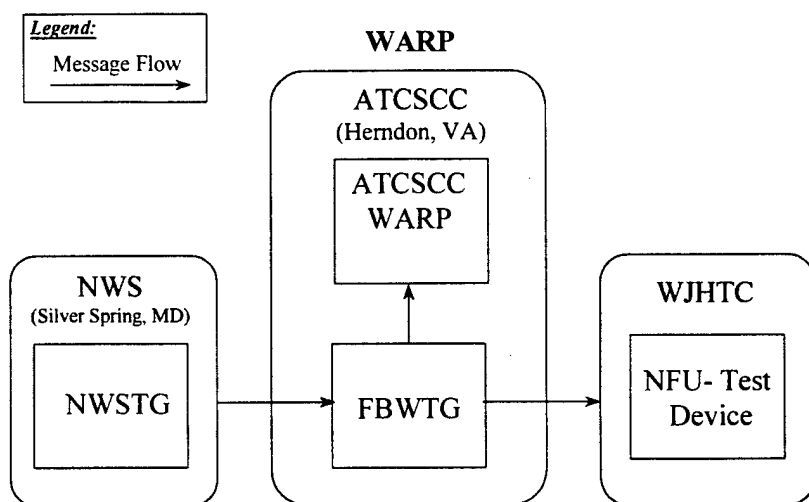 Legend:
Message Flow
WARP
ATCSCC
(Herndon, VA)
ATCSCC
WARP
NWS
(Silver Spring, MD)
NWSTG
FBWTG
WJHTC
NFU- Test
Device